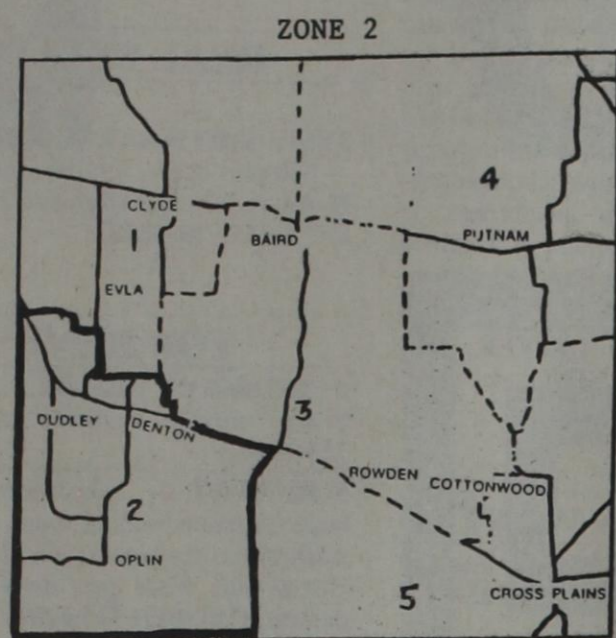 ZONE 2
4
CLYDE
1
BAIRD
PUTNAM
EVLA
3
DUDLEY
DENTON
ROWDEN
COTTONWOOD
2
OPLIN
5
CROSS PLAINS